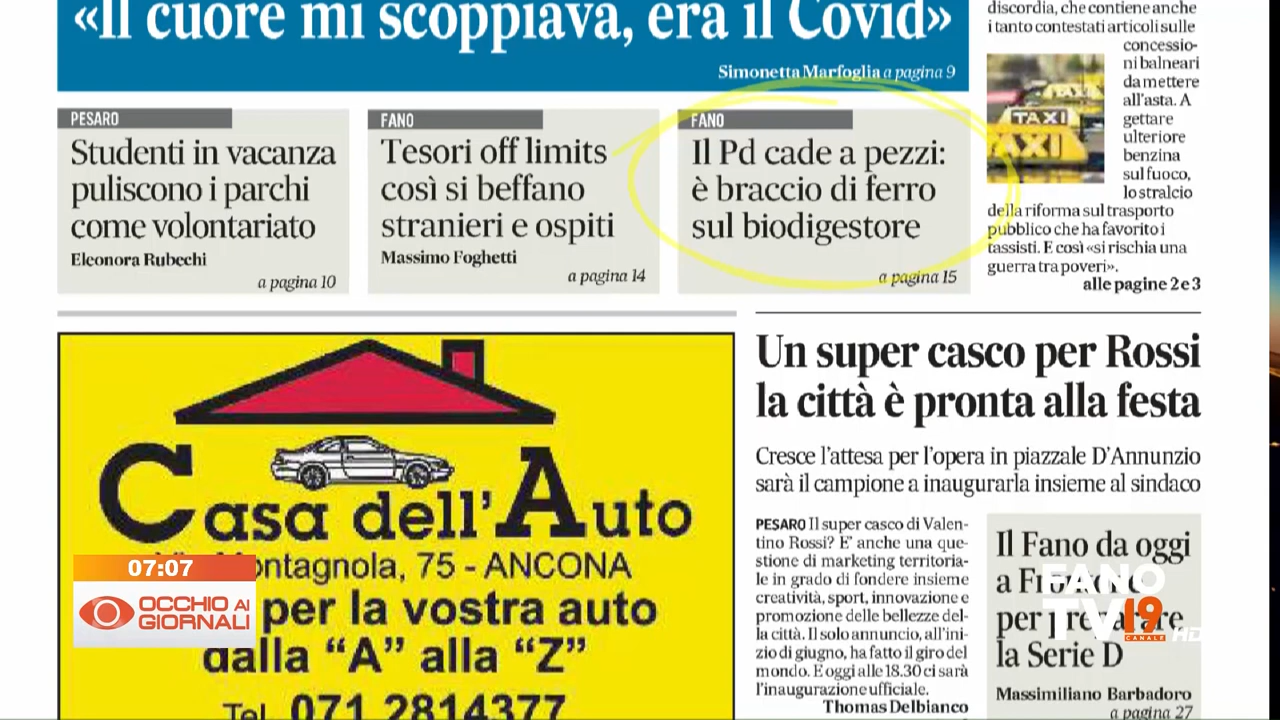 «Il cuore mi scoppiava, era il Covid»
Simonetta Marfoglia a pagina 9
PESARO
Studenti in vacanza
puliscono i parchi
come volontariato
Eleonora Rubechi
a pagina 10
FANO
Tesori off limits
così si beffano
stranieri e ospiti
Massimo Foghetti
a pagina 14
FANO
Il Pd cade a pezzi:
è braccio di ferro
sul biodigestore
a pagina 15
discordia, che contiene anche
i tanto contestati articoli sulle
concessio-
ni balneari
da mettere
all'asta. A
gettare
ulteriore
benzina
sul fuoco,
lo stralcio
della riforma sul trasporto
pubblico che ha favorito i
tassisti. E così «si rischia una
guerra tra poveri».
alle pagine 2 e 3
TAXI
TAXI
AXI
Casa dell'Auto
Montagnola, 75 - ANCONA
per la vostra auto
dalla “A” alla “Z”
Tel. 071 2814377
Un super casco per Rossi
la città è pronta alla festa
Cresce l'attesa per l'opera in piazzale D'Annunzio
sarà il campione a inaugurarla insieme al sindaco
PESARO Il super casco di Valen-
tino Rossi? E' anche una que-
stione di marketing territoria-
le in grado di fondere insieme
creatività, sport, innovazione e
promozione delle bellezze del-
la città. Il solo annuncio, all'ini-
zio di giugno, ha fatto il giro del
mondo. E oggi alle 18.30 ci sarà
l'inaugurazione ufficiale.
Thomas Delbianco
Il Fano da oggi
a
per preparare
la Serie D
Massimiliano Barbadoro
a pagina 27
07:07
OCCHIO AI
GIORNALI
FANO
TV 19
CANALE HD